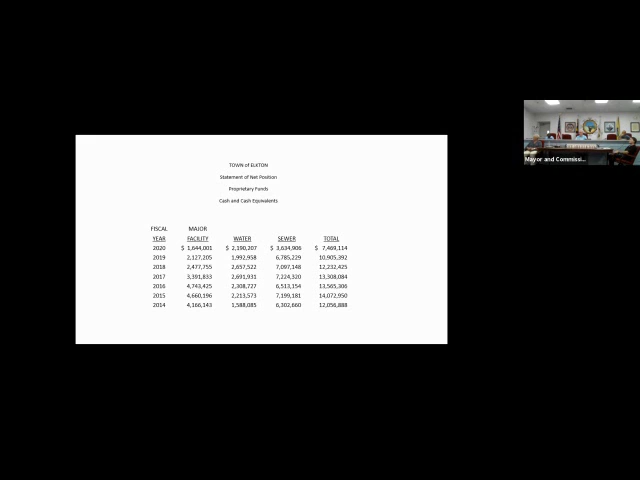 TOWN of ELKTON
Statement of Net Position
Proprietary Funds
Cash and Cash Equivalents
FISCAL MAJOR
YEAR FACILITY WATER SEWER TOTAL
2020 $ 1,644,001 $ 2,190,207 $ 3,634,906 $ 7,469,114
2019 2,127,205 1,992,958 6,785,229 10,905,392
2018 2,477,755 2,657,522 7,097,148 12,232,425
2017 3,391,833 2,691,931 7,224,320 13,308,084
2016 4,743,425 2,308,727 6,513,154 13,565,306
2015 4,660,196 2,213,573 7,199,181 14,072,950
2014 4,166,143 1,588,085 6,302,660 12,056,888
Mayor and Commissi...